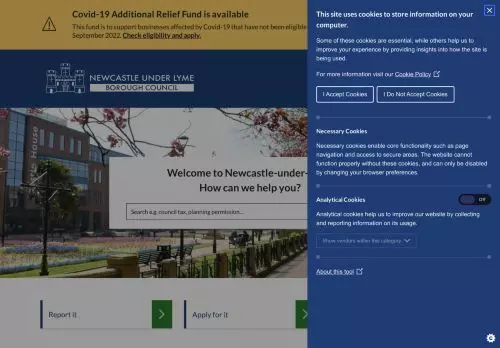 Covid-19 Additional Relief Fund is available
This fund is to support businesses affected by Covid-19 that have not been eligible
September 2022. Check eligibility and apply.
NEWCASTLE UNDER LYME
BOROUGH COUNCIL
Welcome to Newcastle-under-
How can we help you?
Search e.g. council tax, planning permission...
Report it
Apply for it
This site uses cookies to store information on your
computer.
Some of these cookies are essential, while others help us to
improve your experience by providing insights into how the site is
being used.
For more information visit our Cookie Policy
I Accept Cookies
I Do Not Accept Cookies
Necessary Cookies
Necessary cookies enable core functionality such as page
navigation and access to secure areas. The website cannot
function properly without these cookies, and can only be disabled
by changing your browser preferences.
Analytical Cookies
Off
Analytical cookies help us to improve our website by collecting
and reporting information on its usage.
Show vendors within this category
About this tool